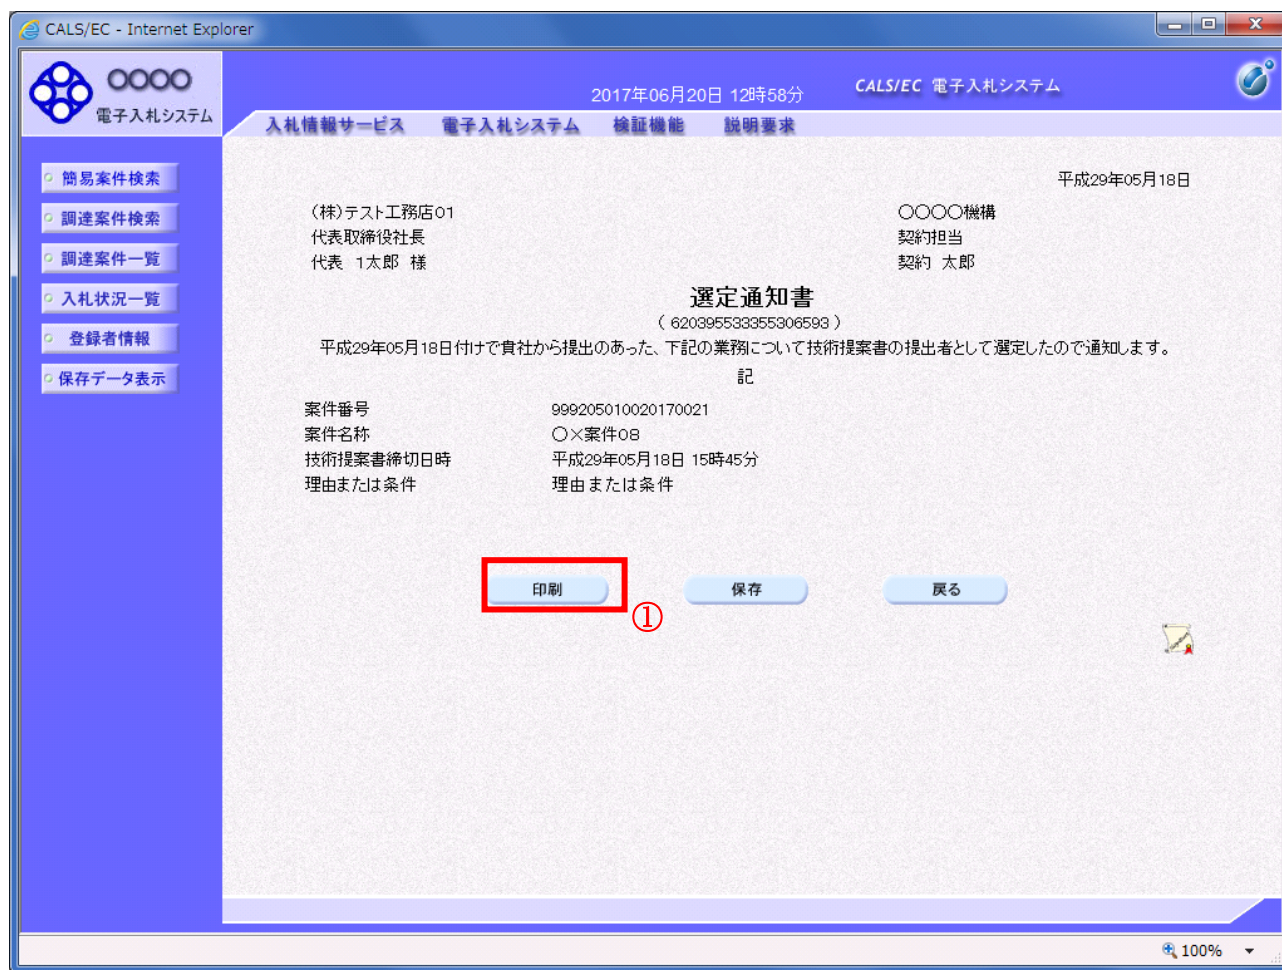 CALS/EC - Internet Explorer
○○○○
電子入札システム
2017年06月20日 12時58分
CALS/EC 電子入札システム
入札情報サービス 電子入札システム 検証機能 説明要求
簡易案件検索
調達案件検索
調達案件一覧
入札状況一覧
登録者情報
保存データ表示
平成29年05月18日
(株)テスト工務店01
代表取締役社長
代表 1太郎 様
○○○○機構
契約担当
契約 太郎
選定通知書
( 620395533355306593 )
平成29年05月18日付けで貴社から提出のあった、下記の業務について技術提案書の提出者として選定したので通知します。
記
案件番号 999205010020170021
案件名称 ○×案件08
技術提案書締切日時 平成29年05月18日 15時45分
理由または条件 理由または条件
印刷 保存 戻る
①
100%